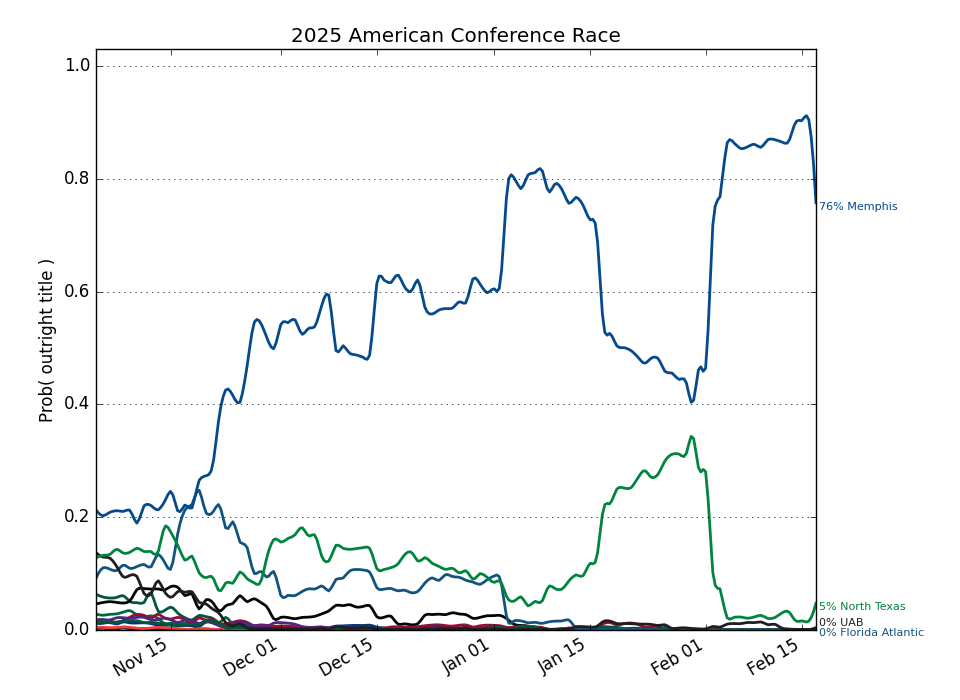 2025 American Conference Race
1.0
0.8
0.6
0.4
0.2
0.0
Prob( outright title )
Nov 15
Dec 01
Dec 15
Jan 01
Jan 15
Feb 01
Feb 15
76% Memphis
5% North Texas
0% UAB
0% Florida Atlantic